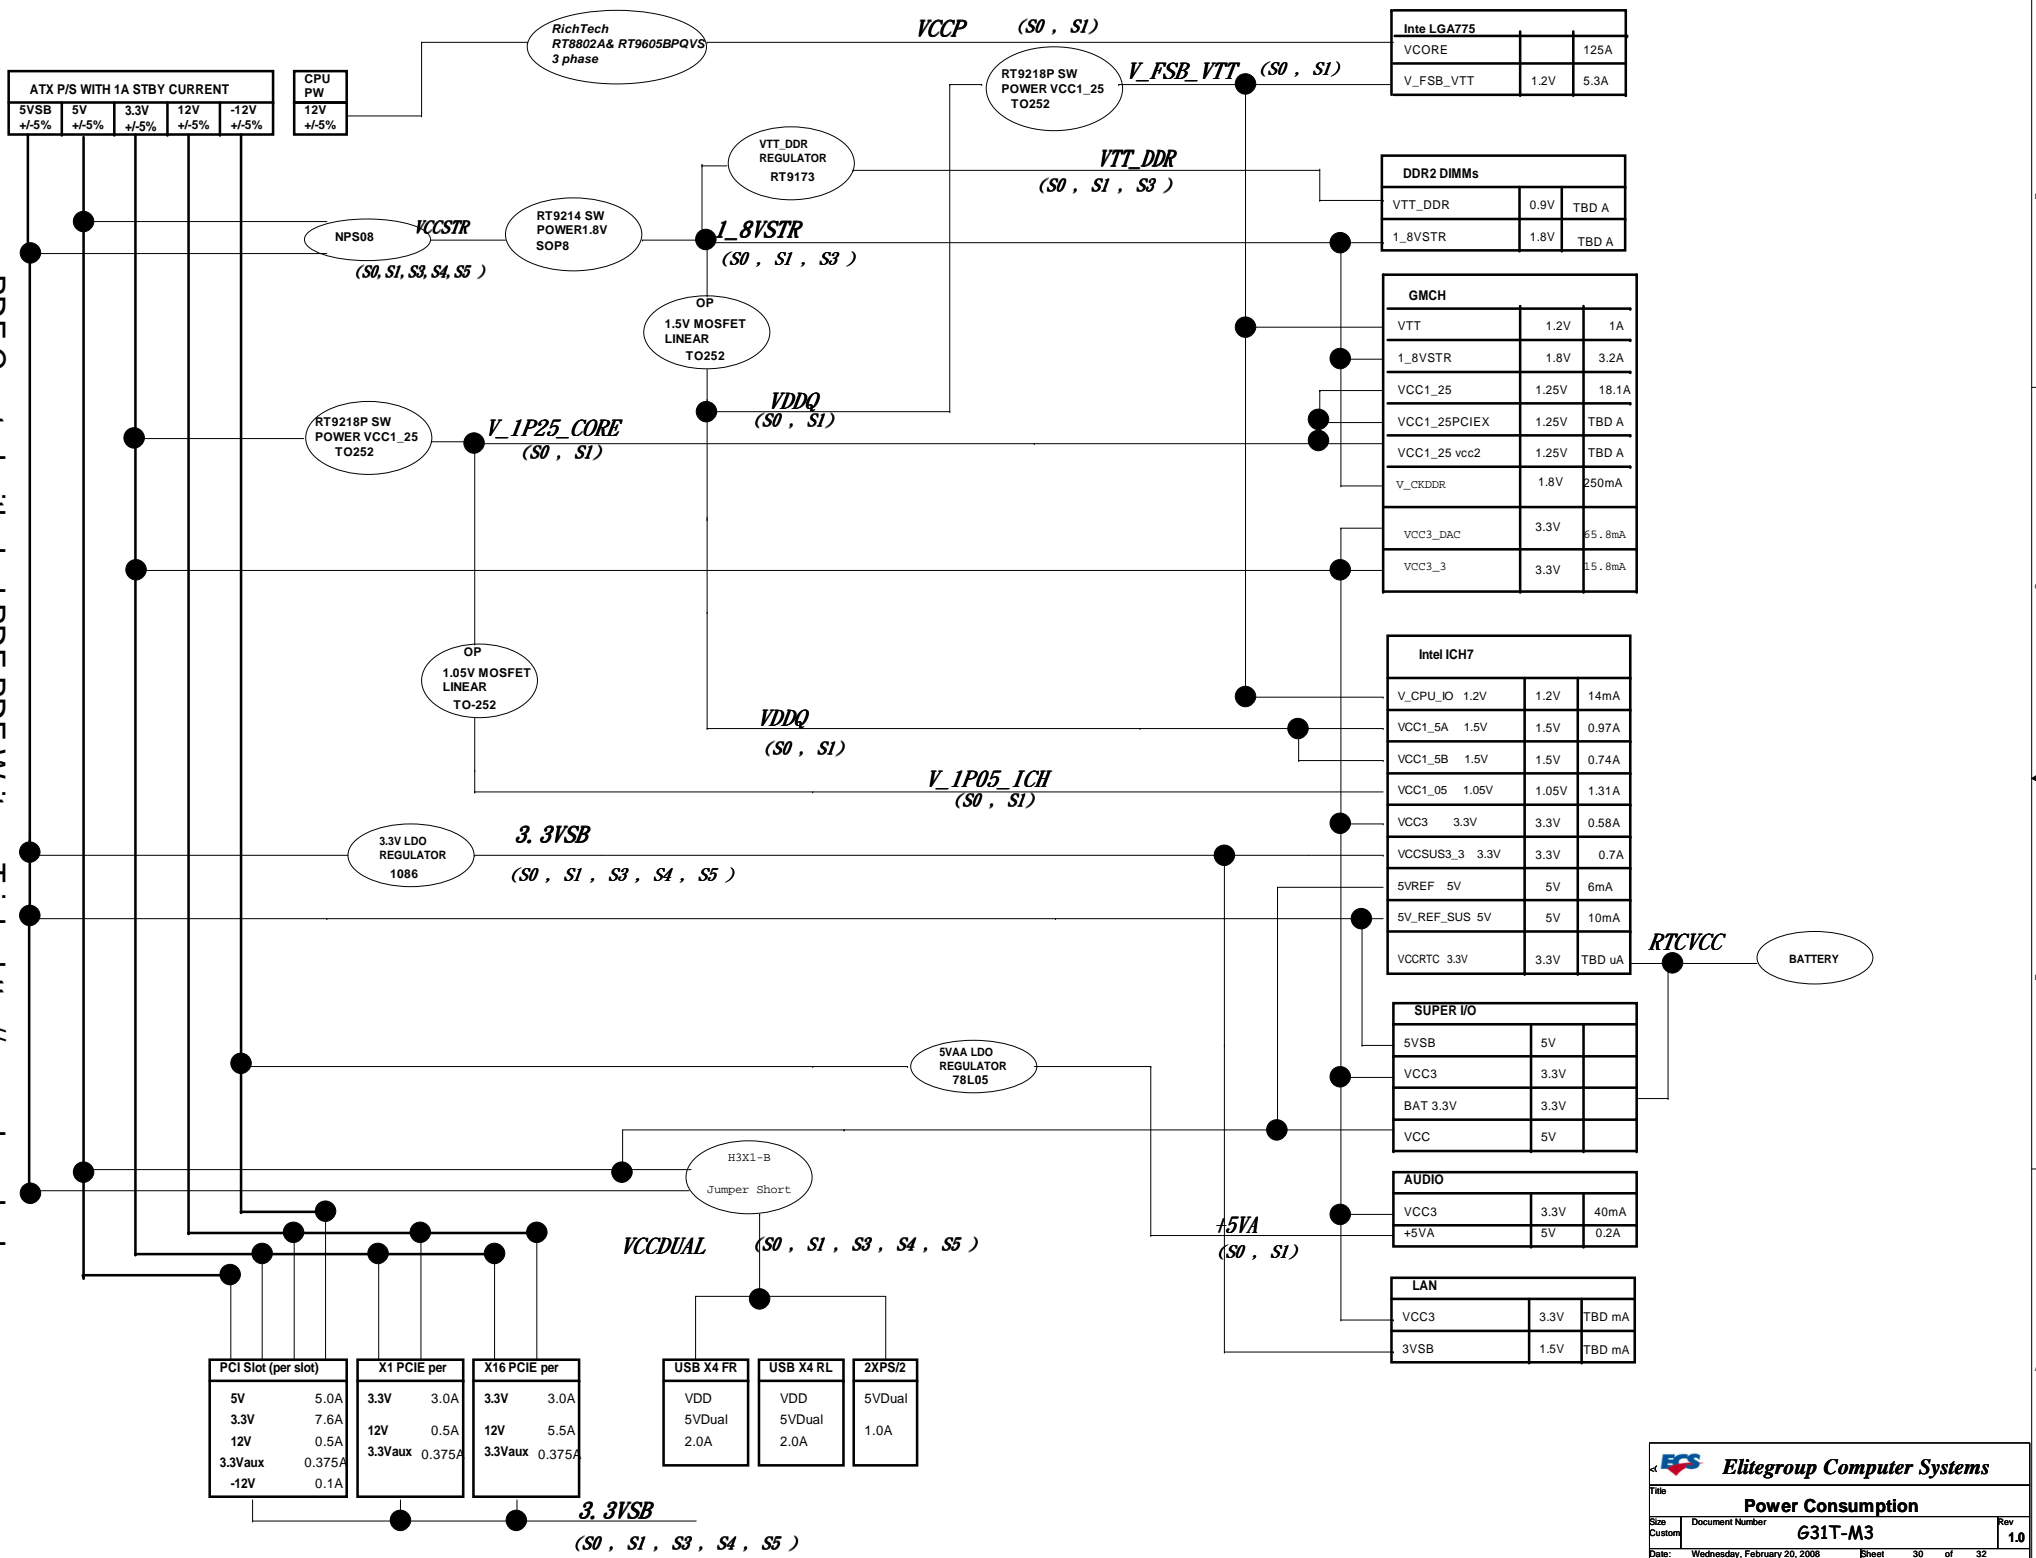 RichTech
RT8802A& RT9605BPQVS
3 phase
VCCP (S0 , S1)
Inte LGA775
VCORE 125A
V_FSB_VTT 1.2V 5.3A
ATX P/S WITH 1A STBY CURRENT
5VSB +/-5%
5V +/-5%
3.3V +/-5%
12V +/-5%
-12V +/-5%
CPU PW
12V +/-5%
RT9218P SW
POWER VCC1_25
TO252
V_FSB_VTT (S0 , S1)
VTT_DDR
REGULATOR
RT9173
VTT_DDR
(S0 , S1 , S3 )
DDR2 DIMMs
VTT_DDR 0.9V TBD A
1_8VSTR 1.8V TBD A
NPS08
VCCSTR
(S0, S1, S3, S4, S5 )
RT9214 SW
POWER1.8V
SOP8
1_8VSTR
(S0 , S1 , S3 )
OP
1.5V MOSFET
LINEAR
TO252
GMCH
VTT 1.2V 1A
1_8VSTR 1.8V 3.2A
VCC1_25 1.25V 18.1A
VCC1_25PCIEX 1.25V TBD A
VCC1_25 vcc2 1.25V TBD A
V_CKDDR 1.8V 250mA
VCC3_DAC 3.3V 65.8mA
VCC3_3 3.3V 15.8mA
VDDQ
(S0 , S1)
RT9218P SW
POWER VCC1_25
TO252
V_1P25_CORE
(S0 , S1)
OP
1.05V MOSFET
LINEAR
TO-252
Intel ICH7
V_CPU_IO 1.2V 1.2V 14mA
VCC1_5A 1.5V 1.5V 0.97A
VCC1_5B 1.5V 1.5V 0.74A
VCC1_05 1.05V 1.05V 1.31A
VCC3 3.3V 3.3V 0.58A
VCCSUS3_3 3.3V 3.3V 0.7A
5VREF 5V 5V 6mA
5V_REF_SUS 5V 5V 10mA
VCCRTC 3.3V 3.3V TBD uA
VDDQ
(S0 , S1)
V_1P05_ICH
(S0 , S1)
3.3V LDO
REGULATOR
1086
3.3VSB
(S0 , S1 , S3 , S4 , S5 )
RTCVCC
BATTERY
SUPER I/O
5VSB 5V
VCC3 3.3V
BAT 3.3V 3.3V
VCC 5V
5VAA LDO
REGULATOR
78L05
H3X1-B
Jumper Short
AUDIO
VCC3 3.3V 40mA
+5VA 5V 0.2A
VCCDUAL (S0 , S1 , S3 , S4 , S5 )
+5VA
(S0 , S1)
LAN
VCC3 3.3V TBD mA
3VSB 1.5V TBD mA
PCI Slot (per slot)
5V 5.0A
3.3V 7.6A
12V 0.5A
3.3Vaux 0.375A
-12V 0.1A
X1 PCIE per
3.3V 3.0A
12V 0.5A
3.3Vaux 0.375A
X16 PCIE per
3.3V 3.0A
12V 5.5A
3.3Vaux 0.375A
USB X4 FR
VDD
5VDual
2.0A
USB X4 RL
VDD
5VDual
2.0A
2XPS/2
5VDual
1.0A
3.3VSB
(S0 , S1 , S3 , S4 , S5 )
ECS Elitegroup Computer Systems
Title
Power Consumption
Size Document Number Rev
Custom G31T-M3 1.0
Date: Wednesday, February 20, 2008 Sheet 30 of 32